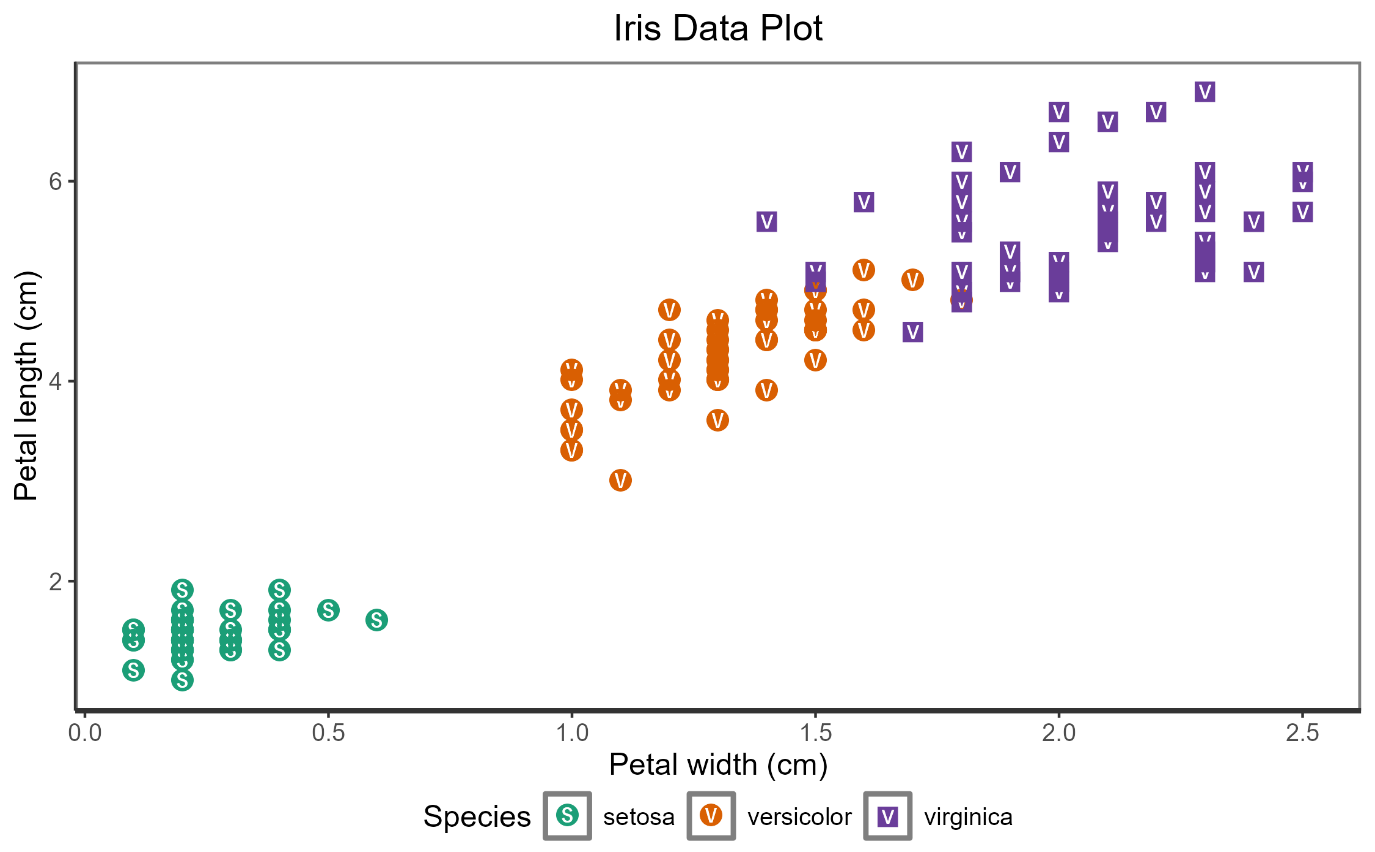 Iris Data Plot
Petal length (cm)
6
4
2
0.0 0.5 1.0 1.5 2.0 2.5
Petal width (cm)
Species S setosa V versicolor V virginica